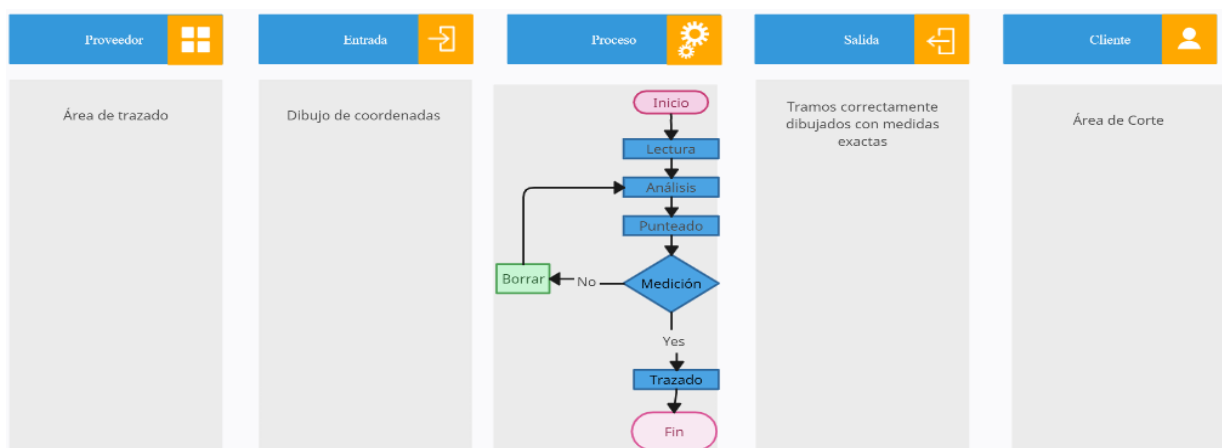 Proveedor
Entrada
Proceso
Salida
Cliente
Área de trazado
Dibujo de coordenadas
Inicio
Lectura
Análisis
Punteado
Medición
No
Borrar
Yes
Trazado
Fin
Tramos correctamente
dibujados con medidas
exactas
Área de Corte